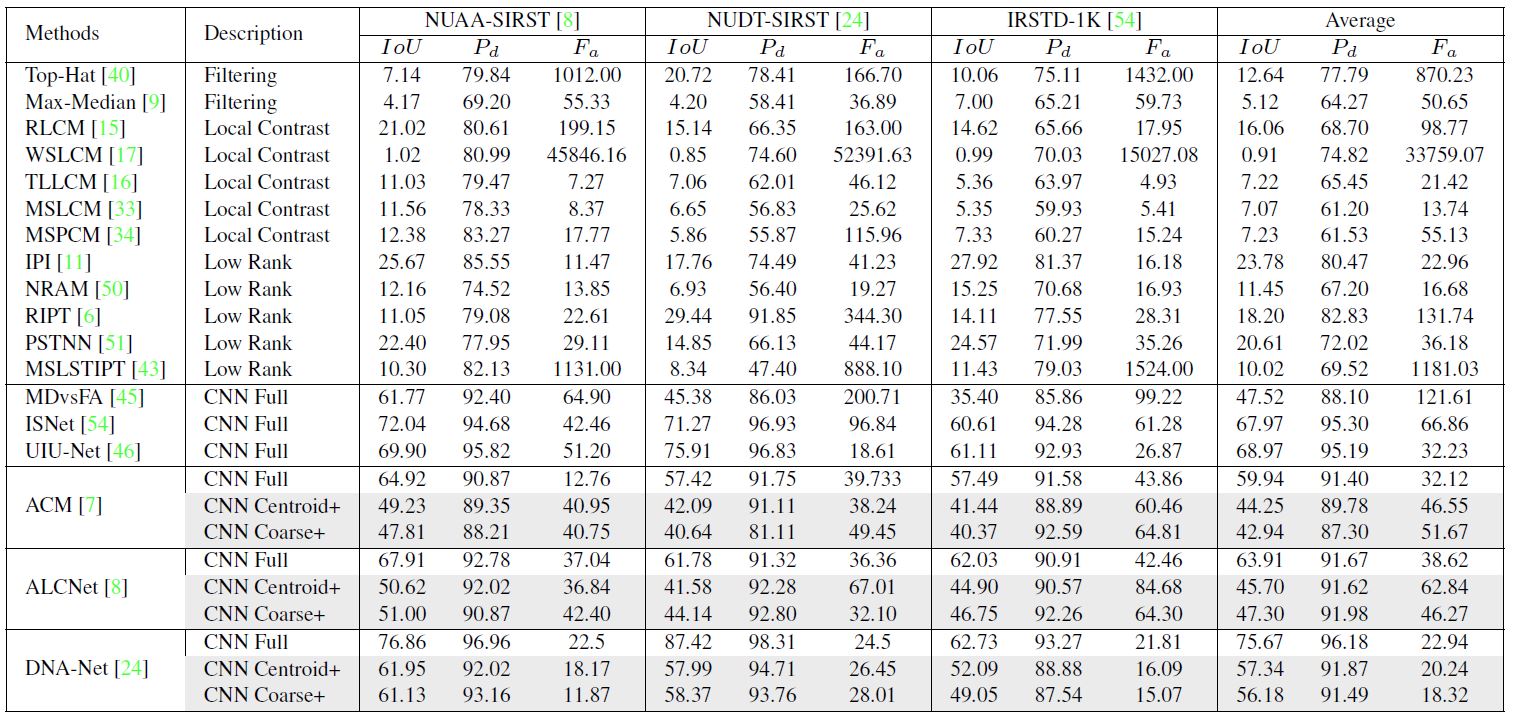 Methods Description NUAA-SIRST [8] NUDT-SIRST [24] IRSTD-1K [54] Average
IoU Pd Fa IoU Pd Fa IoU Pd Fa IoU Pd Fa
Top-Hat [40] Filtering 7.14 79.84 1012.00 20.72 78.41 166.70 10.06 75.11 1432.00 12.64 77.79 870.23
Max-Median [9] Filtering 4.17 69.20 55.33 4.20 58.41 36.89 7.00 65.21 59.73 5.12 64.27 50.65
RLCM [15] Local Contrast 21.02 80.61 199.15 15.14 66.35 163.00 14.62 65.66 17.95 16.06 68.70 98.77
WSLCM [17] Local Contrast 1.02 80.99 45846.16 0.85 74.60 52391.63 0.99 70.03 15027.08 0.91 74.82 33759.07
TLLCM [16] Local Contrast 11.03 79.47 7.27 7.06 62.01 46.12 5.36 63.97 4.93 7.22 65.45 21.42
MSLCM [33] Local Contrast 11.56 78.33 8.37 6.65 56.83 25.62 5.35 59.93 5.41 7.07 61.20 13.74
MSPCM [34] Local Contrast 12.38 83.27 17.77 5.86 55.87 115.96 7.33 60.27 15.24 7.23 61.53 55.13
IPI [11] Low Rank 25.67 85.55 11.47 17.76 74.49 41.23 27.92 81.37 16.18 23.78 80.47 22.96
NRAM [50] Low Rank 12.16 74.52 13.85 6.93 56.40 19.27 15.25 70.68 16.93 11.45 67.20 16.68
RIPT [6] Low Rank 11.05 79.08 22.61 29.44 91.85 344.30 14.11 77.55 28.31 18.20 82.83 131.74
PSTNN [51] Low Rank 22.40 77.95 29.11 14.85 66.13 44.17 24.57 71.99 35.26 20.61 72.02 36.18
MSLSTIPT [43] Low Rank 10.30 82.13 1131.00 8.34 47.40 888.10 11.43 79.03 1524.00 10.02 69.52 1181.03
MDvsFA [45] CNN Full 61.77 92.40 64.90 45.38 86.03 200.71 35.40 85.86 99.22 47.52 88.10 121.61
ISNet [54] CNN Full 72.04 94.68 42.46 71.27 96.93 96.84 60.61 94.28 61.28 67.97 95.30 66.86
UIU-Net [46] CNN Full 69.90 95.82 51.20 75.91 96.83 18.61 61.11 92.93 26.87 68.97 95.19 32.23
ACM [7] CNN Full 64.92 90.87 12.76 57.42 91.75 39.733 57.49 91.58 43.86 59.94 91.40 32.12
CNN Centroid+ 49.23 89.35 40.95 42.09 91.11 38.24 41.44 88.89 60.46 44.25 89.78 46.55
CNN Coarse+ 47.81 88.21 40.75 40.64 81.11 49.45 40.37 92.59 64.81 42.94 87.30 51.67
ALCNet [8] CNN Full 67.91 92.78 37.04 61.78 91.32 36.36 62.03 90.91 42.46 63.91 91.67 38.62
CNN Centroid+ 50.62 92.02 36.84 41.58 92.28 67.01 44.90 90.57 84.68 45.70 91.62 62.84
CNN Coarse+ 51.00 90.87 42.40 44.14 92.80 32.10 46.75 92.26 64.30 47.30 91.98 46.27
DNA-Net [24] CNN Full 76.86 96.96 22.5 87.42 98.31 24.5 62.73 93.27 21.81 75.67 96.18 22.94
CNN Centroid+ 61.95 92.02 18.17 57.99 94.71 26.45 52.09 88.88 16.09 57.34 91.87 20.24
CNN Coarse+ 61.13 93.16 11.87 58.37 93.76 28.01 49.05 87.54 15.07 56.18 91.49 18.32